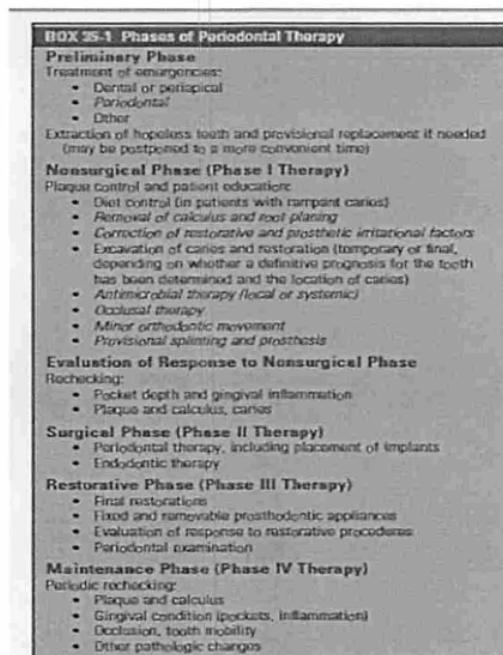 BOX 35-1 Phases of Periodontal Therapy
Preliminary Phase
Treatment of emergencies:
• Dental or periapical
• Periodontal
• Other
Extraction of hopeless teeth and provisional replacement if needed
(may be postponed to a more convenient time)
Nonsurgical Phase (Phase I Therapy)
Plaque control and patient education:
• Diet control (in patients with rampant caries)
• Removal of calculus and root planing
• Correction of restorative and prosthetic irritational factors
• Excavation of caries and restoration (temporary or final,
depending on whether a definitive prognosis for the tooth
has been determined and the location of caries)
• Antimicrobial therapy (local or systemic)
• Occlusal therapy
• Minor orthodontic movement
• Provisional splinting and prosthesis
Evaluation of Response to Nonsurgical Phase
Rechecking:
• Pocket depth and gingival inflammation
• Plaque and calculus, caries
Surgical Phase (Phase II Therapy)
• Periodontal therapy, including placement of implants
• Endodontic therapy
Restorative Phase (Phase III Therapy)
• Final restorations
• Fixed and removable prosthodontic appliances
• Evaluation of response to restorative procedures
• Periodontal examination
Maintenance Phase (Phase IV Therapy)
Periodic rechecking:
• Plaque and calculus
• Gingival condition (pockets, inflammation)
• Occlusion, tooth mobility
• Other pathologic changes